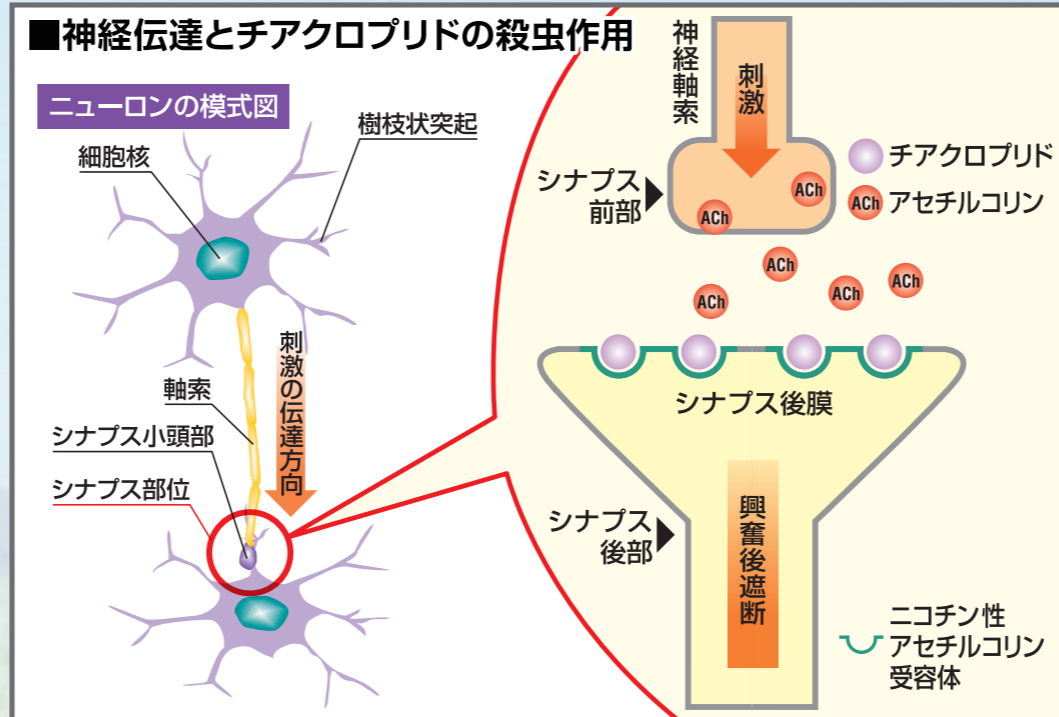 ■神経伝達とチアクロプリドの殺虫作用
ニューロンの模式図
樹枝状突起
細胞核
刺激の伝達方向
軸索
シナプス小頭部
シナプス部位
神経軸索
刺激
シナプス
前部
チアクロプリド
ACh
アセチルコリン
ACh
ACh
ACh
ACh
ACh
ACh
シナプス後膜
シナプス
後部
興奮後遮断
ニコチン性
アセチルコリン
受容体